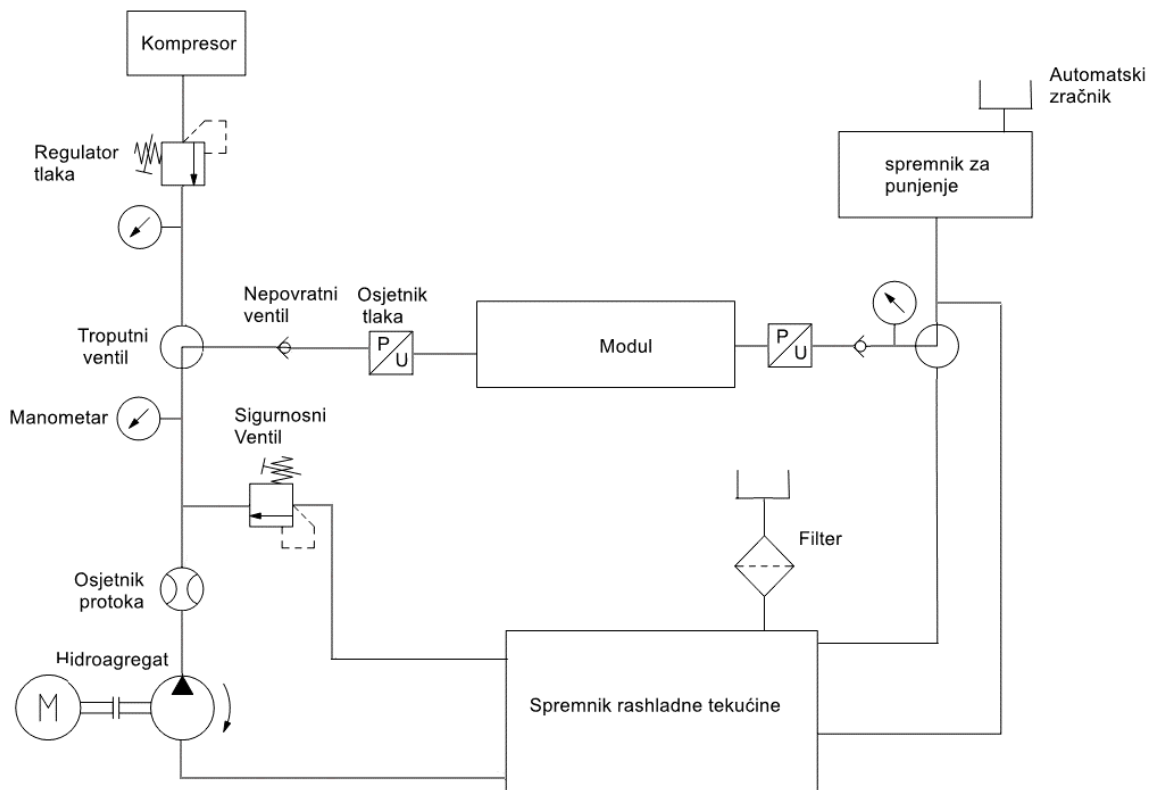 Kompresor
Automatski
zračnik
Regulator
tlaka
spremnik za
punjenje
Nepovratni
ventil
Osjetnik
tlaka
Troputni
ventil
P
U
Modul
P
U
Manometar
Sigurnosni
Ventil
Filter
Osjetnik
protoka
Hidroagregat
M
Spremnik rashladne tekućine